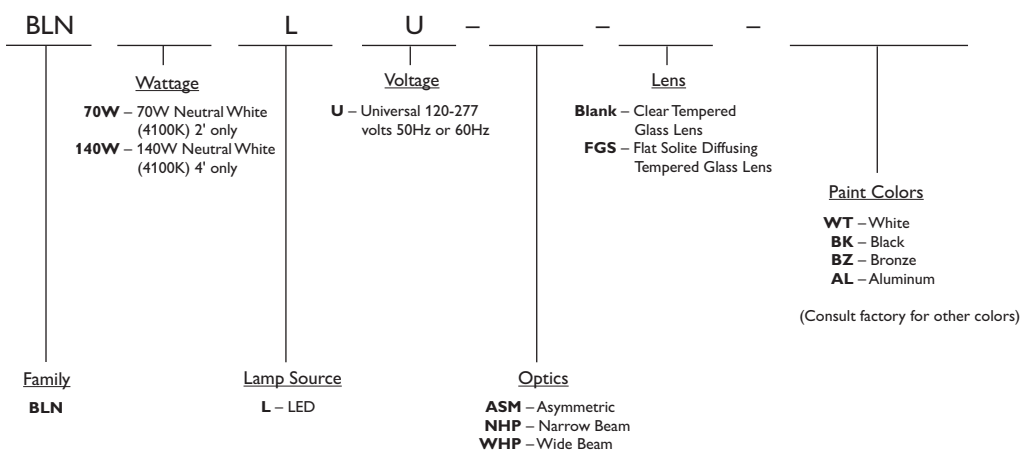 BLN L U – – –
Wattage
70W – 70W Neutral White
(4100K) 2' only
140W – 140W Neutral White
(4100K) 4' only
Voltage
U – Universal 120-277
volts 50Hz or 60Hz
Lens
Blank – Clear Tempered
Glass Lens
FGS – Flat Solite Diffusing
Tempered Glass Lens
Paint Colors
WT – White
BK – Black
BZ – Bronze
AL – Aluminum
(Consult factory for other colors)
Family
BLN
Lamp Source
L – LED
Optics
ASM – Asymmetric
NHP – Narrow Beam
WHP – Wide Beam